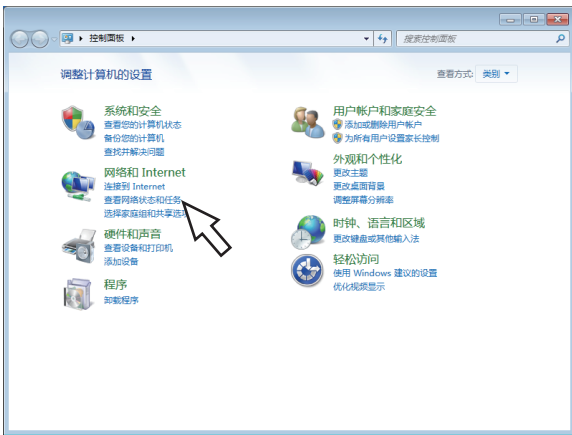 控制面板
搜索控制面板
调整计算机的设置
查看方式: 类别
系统和安全
查看您的计算机状态
备份您的计算机
查找并解决问题
网络和 Internet
连接到 Internet
查看网络状态和任务
选择家庭组和共享选项
硬件和声音
查看设备和打印机
添加设备
程序
卸载程序
用户帐户和家庭安全
添加或删除用户帐户
为所有用户设置家长控制
外观和个性化
更改主题
更改桌面背景
调整屏幕分辨率
时钟、语言和区域
更改键盘或其他输入法
轻松访问
使用 Windows 建议的设置
优化视频显示